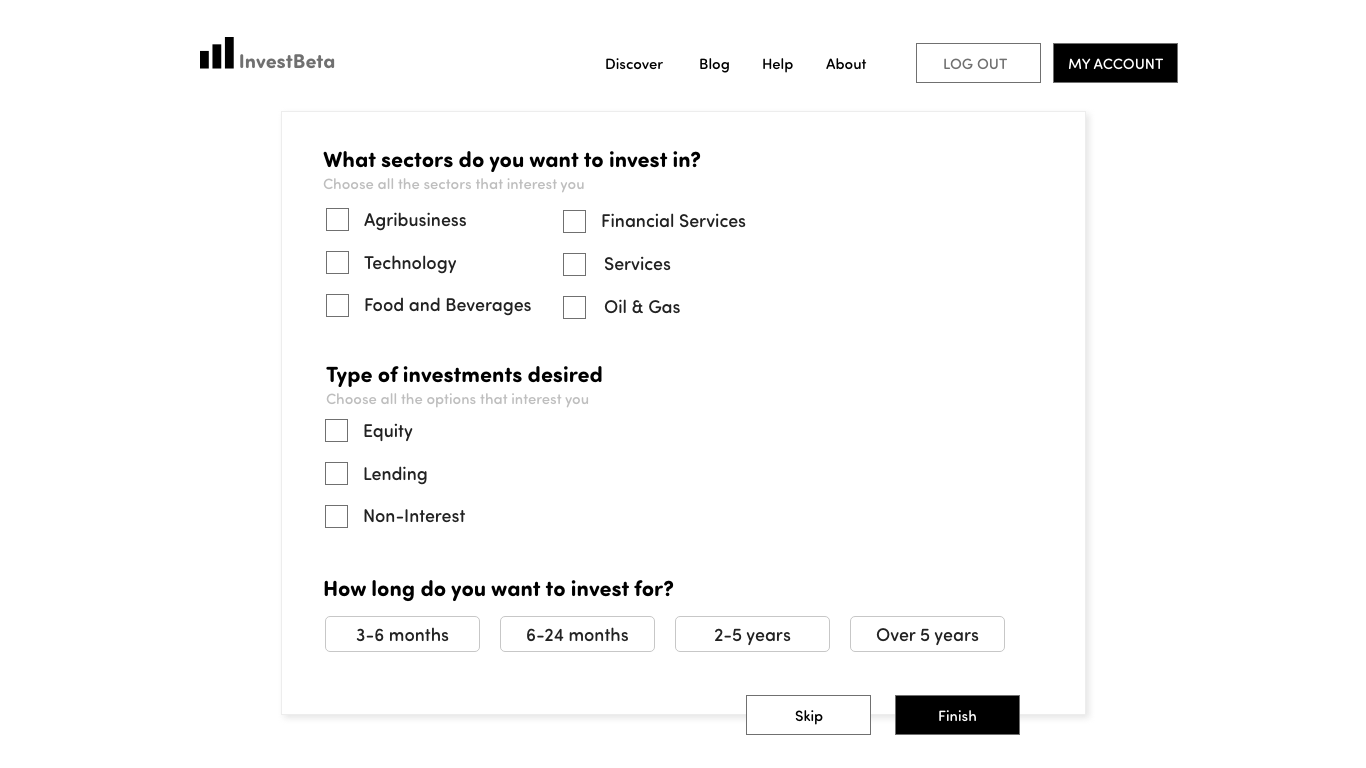 InvestBeta
Discover Blog Help About LOG OUT MY ACCOUNT
What sectors do you want to invest in?
Choose all the sectors that interest you
Agribusiness Financial Services
Technology Services
Food and Beverages Oil & Gas
Type of investments desired
Choose all the options that interest you
Equity
Lending
Non-Interest
How long do you want to invest for?
3-6 months 6-24 months 2-5 years Over 5 years
Skip Finish